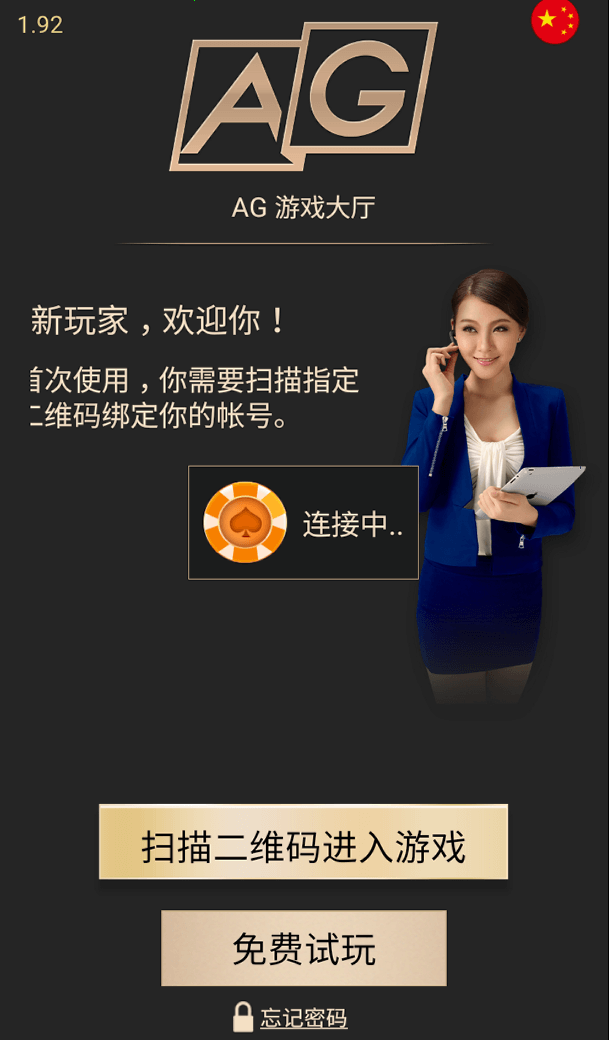 1.92
AG
AG 游戏大厅
新玩家，欢迎你！
首次使用，你需要扫描指定
二维码绑定你的帐号。
连接中..
扫描二维码进入游戏
免费试玩
忘记密码